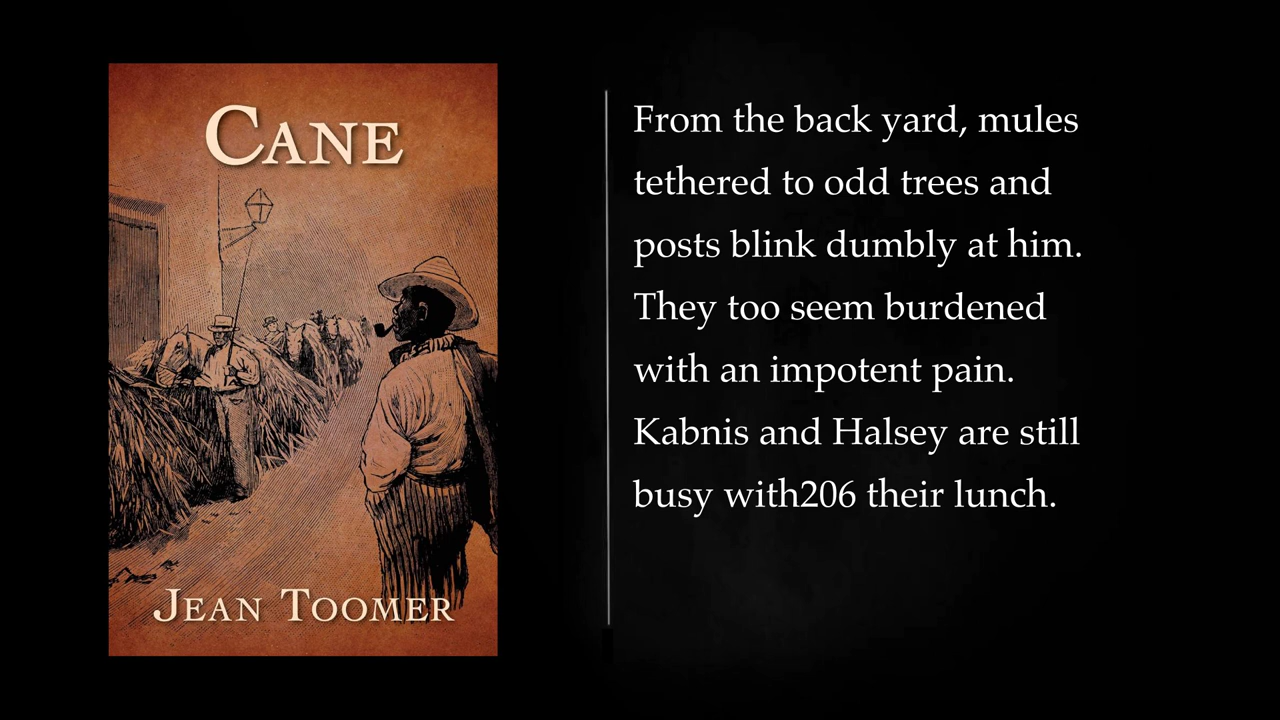 CANE
JEAN TOOMER
From the back yard, mules
tethered to odd trees and
posts blink dumbly at him.
They too seem burdened
with an impotent pain.
Kabnis and Halsey are still
busy with206 their lunch.